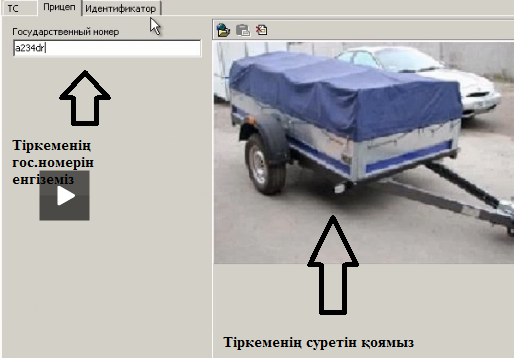 ТС Прицеп Идентификатор
Государственный номер
a234dr
Тіркеменің
гос.номерін
енгіземіз
Тіркеменің суретін қоямыз